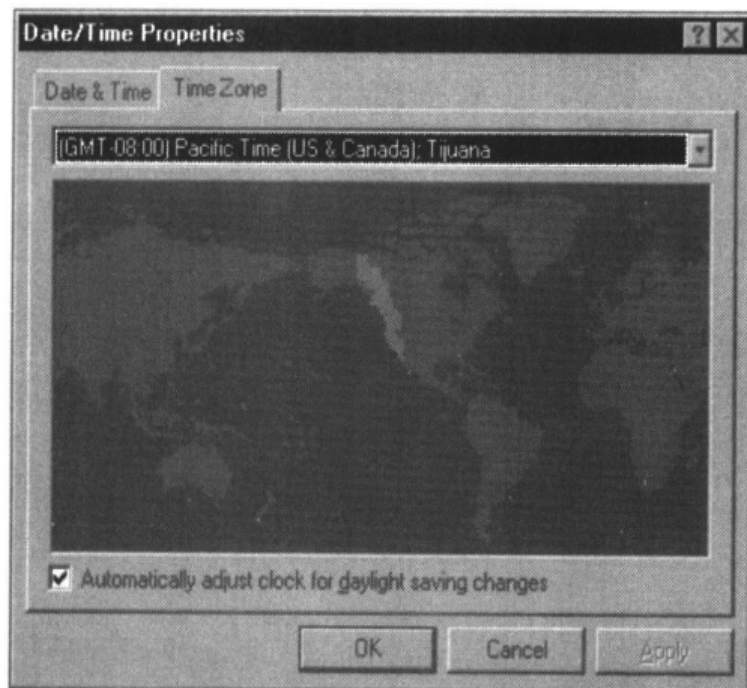 Date/Time Properties
Date & Time
Time Zone
(GMT-08:00) Pacific Time (US & Canada); Tijuana
Automatically adjust clock for daylight saving changes
OK
Cancel
Apply